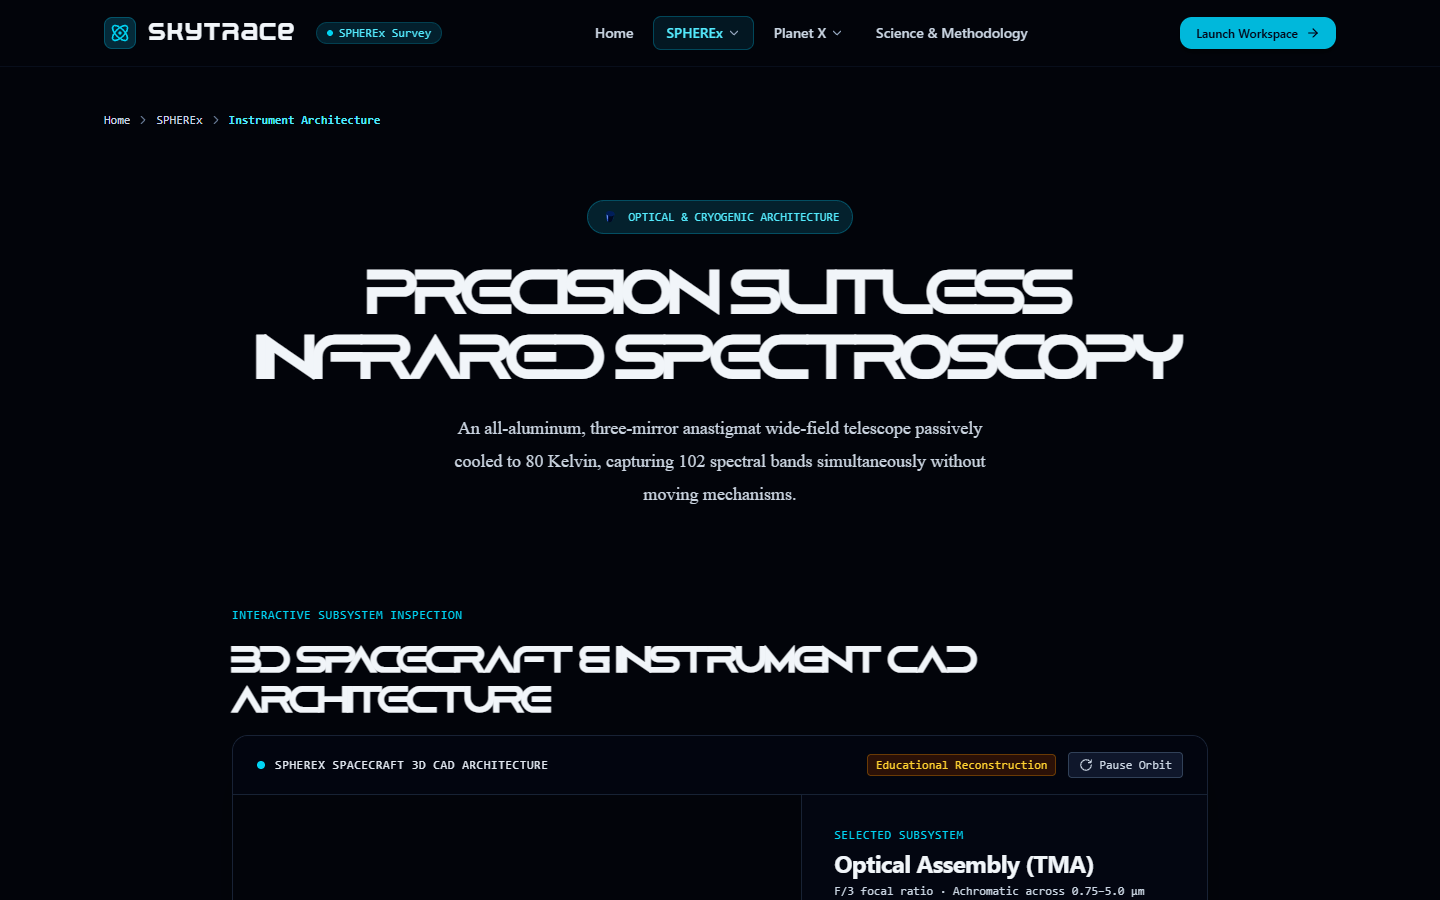 SKYTRACE
SPHEREx Survey
Home
SPHEREx
Planet X
Science & Methodology
Launch Workspace
Home > SPHEREx > Instrument Architecture
OPTICAL & CRYOGENIC ARCHITECTURE
PRECISION SLITLESS
INFRARED SPECTROSCOPY
An all-aluminum, three-mirror anastigmat wide-field telescope passively
cooled to 80 Kelvin, capturing 102 spectral bands simultaneously without
moving mechanisms.
INTERACTIVE SUBSYSTEM INSPECTION
3D SPACECRAFT & INSTRUMENT CAD
ARCHITECTURE
SPHEREX SPACECRAFT 3D CAD ARCHITECTURE
Educational Reconstruction
Pause Orbit
SELECTED SUBSYSTEM
Optical Assembly (TMA)
F/3 focal ratio · Achromatic across 0.75–5.0 μm